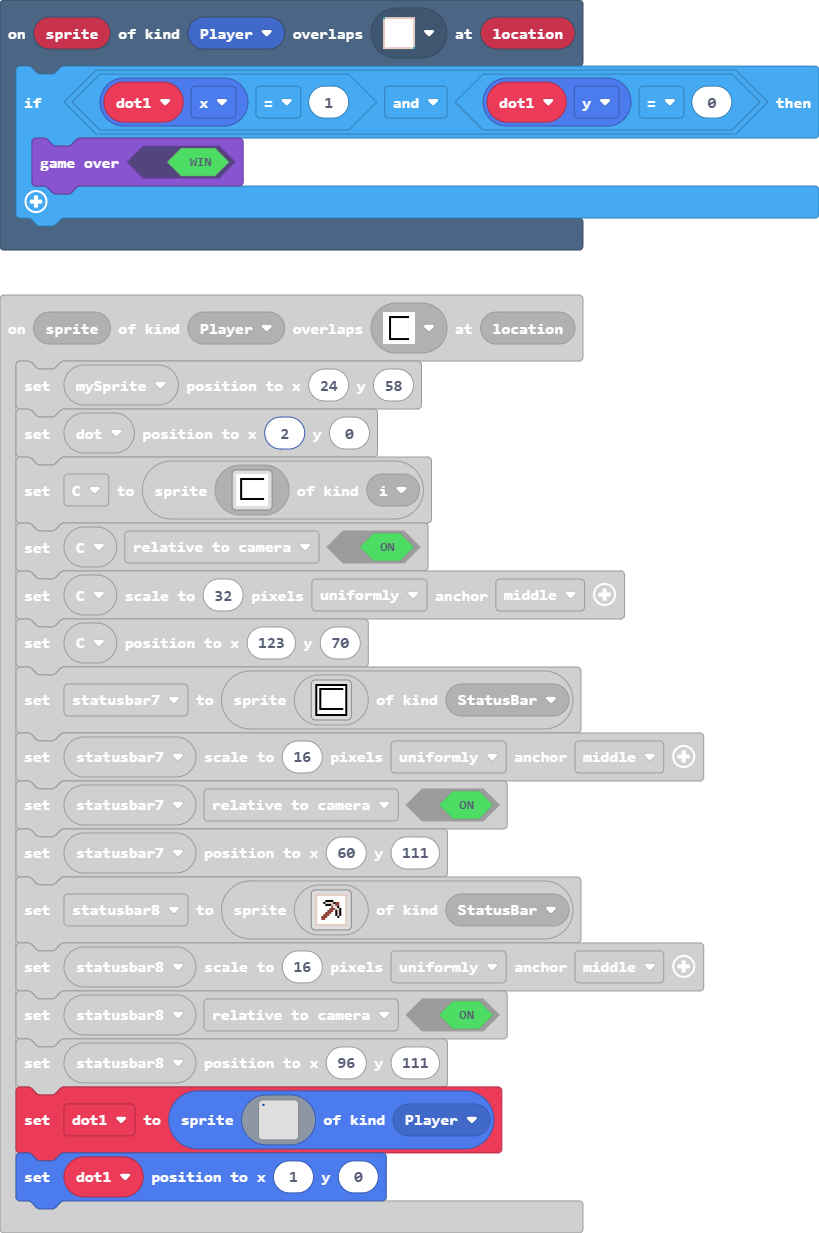 on sprite of kind Player overlaps at location
if dot1 x = 1 and dot1 y = 0 then
game over WIN
on sprite of kind Player overlaps at location
set mySprite position to x 24 y 58
set dot position to x 2 y 0
set C to sprite of kind i
set C relative to camera ON
set C scale to 32 pixels uniformly anchor middle
set C position to x 123 y 70
set statusbar7 to sprite of kind StatusBar
set statusbar7 scale to 16 pixels uniformly anchor middle
set statusbar7 relative to camera ON
set statusbar7 position to x 60 y 111
set statusbar8 to sprite of kind StatusBar
set statusbar8 scale to 16 pixels uniformly anchor middle
set statusbar8 relative to camera ON
set statusbar8 position to x 96 y 111
set dot1 to sprite of kind Player
set dot1 position to x 1 y 0